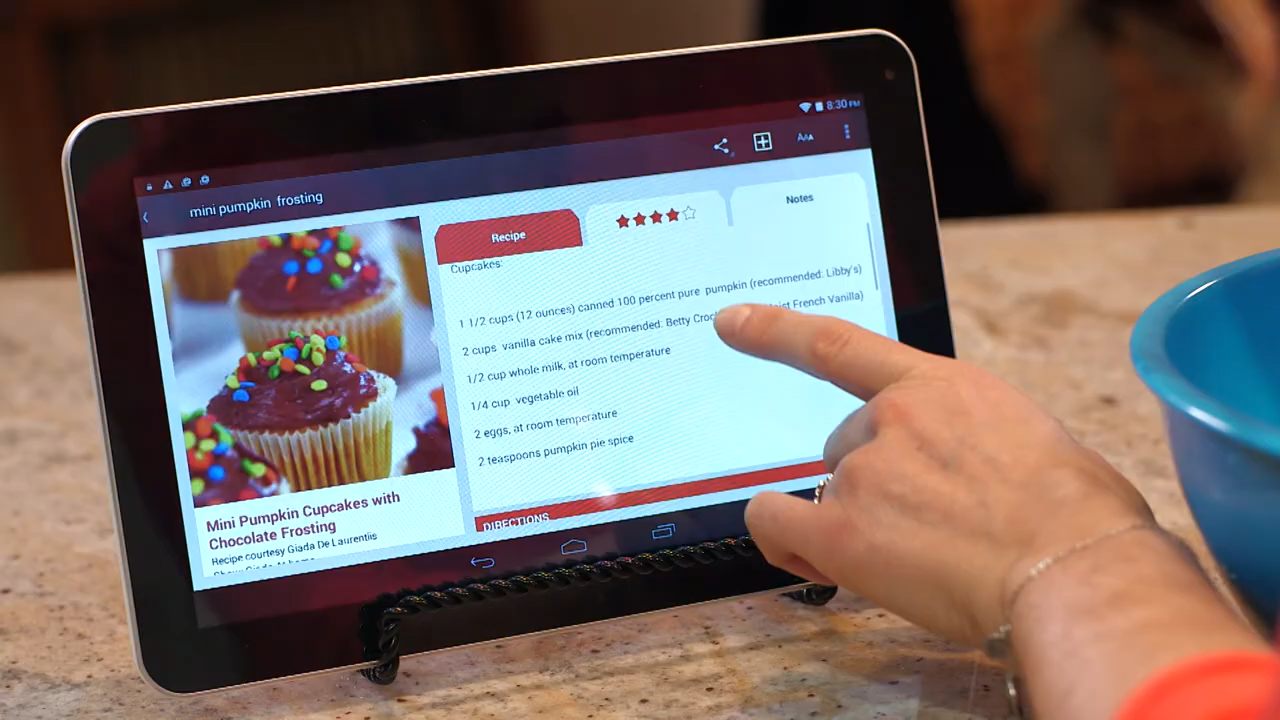 8:30 PM
mini pumpkin frosting
AAA
Recipe
Notes
Cupcakes:
1 1/2 cups (12 ounces) canned 100 percent pure pumpkin (recommended: Libby's)
2 cups vanilla cake mix (recommended: Betty French Vanilla)
1/2 cup whole milk, at room temperature
1/4 cup vegetable oil
2 eggs, at room temperature
2 teaspoons pumpkin pie spice
DIRECTIONS
Mini Pumpkin Cupcakes with
Chocolate Frosting
Recipe courtesy Giada De Laurentiis